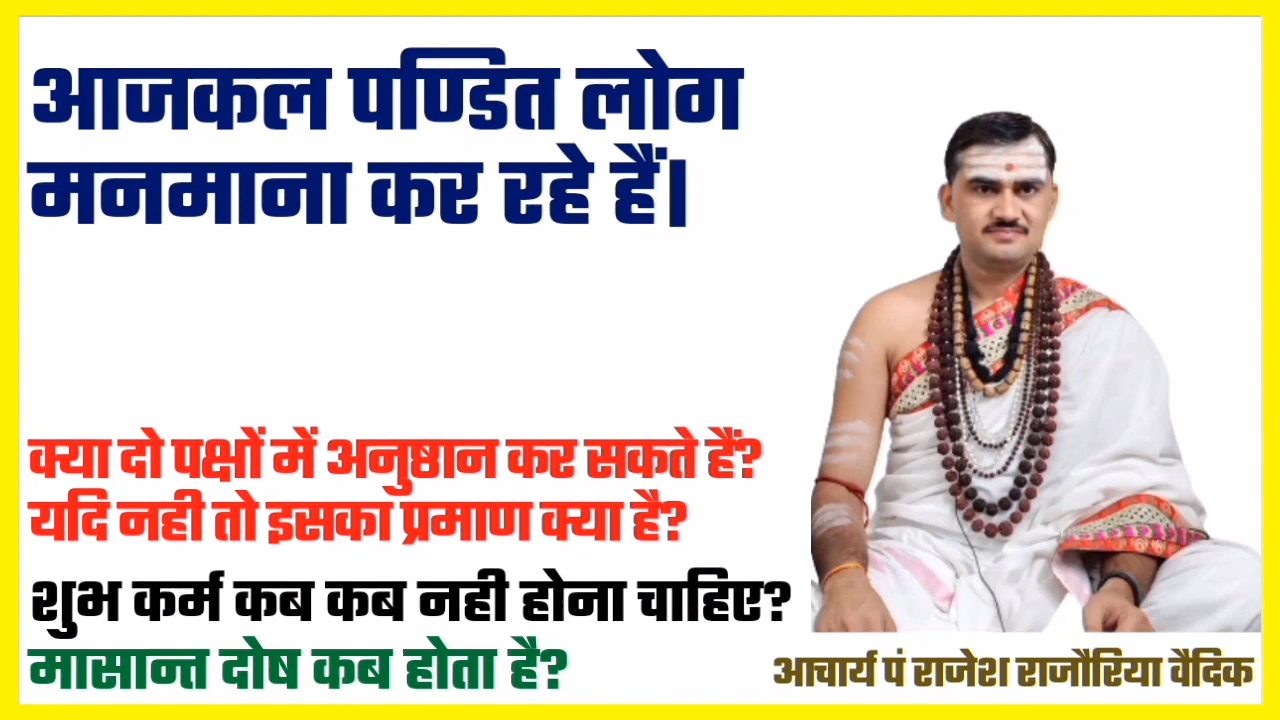 आजकल पण्डित लोग
मनमाना कर रहे हैं।
क्या दो पक्षों में अनुष्ठान कर सकते हैं?
यदि नही तो इसका प्रमाण क्या है?
शुभ कर्म कब कब नही होना चाहिए?
मासान्त दोष कब होता है?
आचार्य पं राजेश राजौरिया वैदिक